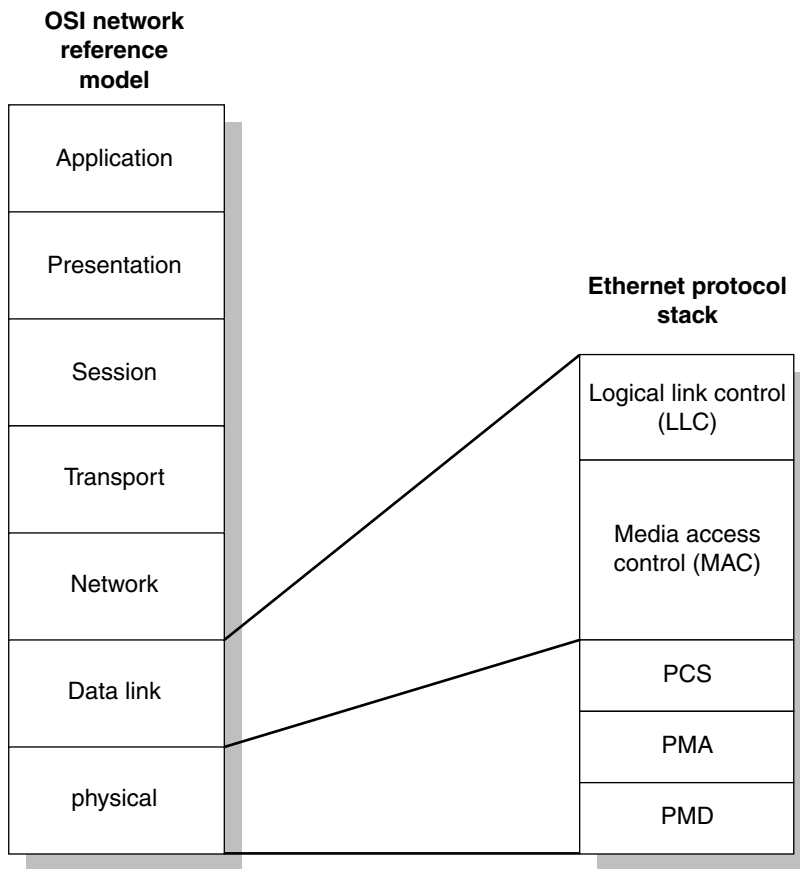 OSI network
reference
model
Application
Presentation
Session
Transport
Network
Data link
physical
Ethernet protocol
stack
Logical link control
(LLC)
Media access
control (MAC)
PCS
PMA
PMD